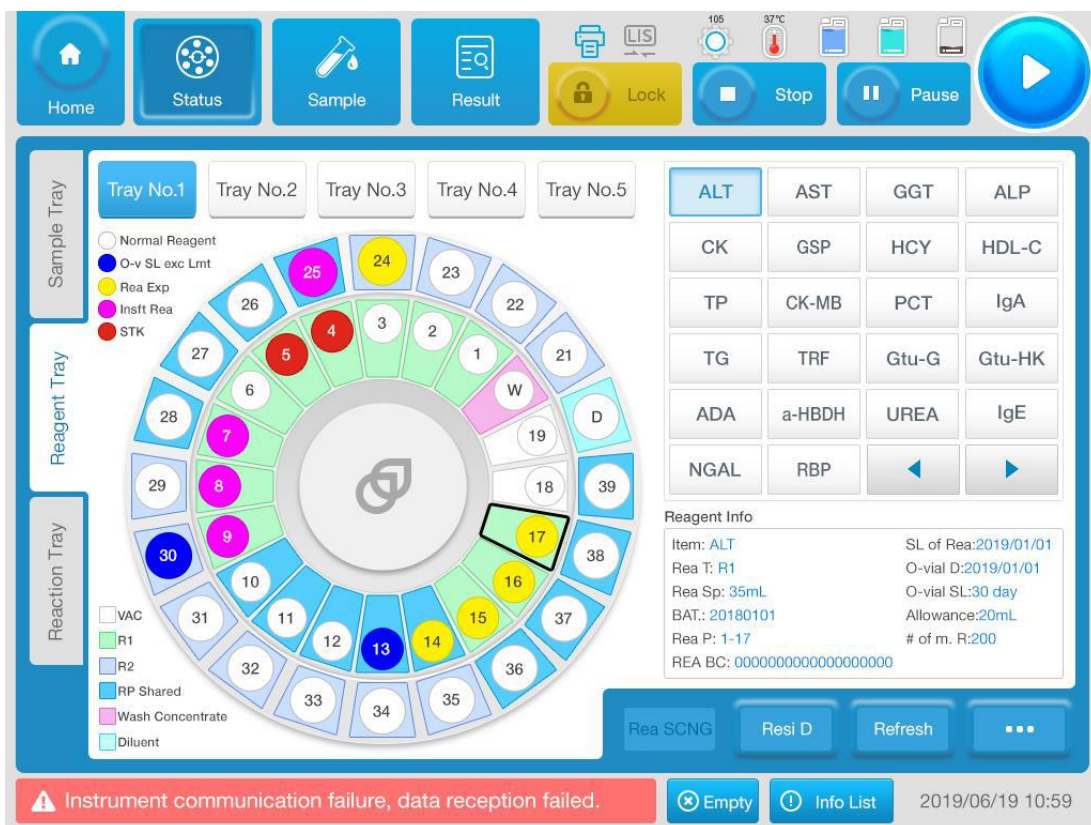 LIS
105
37°C
Home
Status
Sample
Result
Lock
Stop
Pause
Sample Tray
Reagent Tray
Reaction Tray
Tray No.1
Tray No.2
Tray No.3
Tray No.4
Tray No.5
Normal Reagent
O-v SL exc Lmt
Rea Exp
Insft Rea
STK
24
25
23
26
22
27
21
28
D
29
39
30
38
31
37
32
36
33
34
35
3
4
2
5
1
6
W
7
19
8
18
9
17
10
16
11
15
12
13
14
VAC
R1
R2
RP Shared
Wash Concentrate
Diluent
ALT AST GGT ALP
CK GSP HCY HDL-C
TP CK-MB PCT IgA
TG TRF Gtu-G Gtu-HK
ADA a-HBDH UREA IgE
NGAL RBP
Reagent Info
Item: ALT SL of Rea:2019/01/01
Rea T: R1 O-vial D:2019/01/01
Rea Sp: 35mL O-vial SL:30 day
BAT.: 20180101 Allowance:20mL
Rea P: 1-17 # of m. R:200
REA BC: 0000000000000000000
Rea SCNG
Resi D
Refresh
•••
Instrument communication failure, data reception failed.
Empty
Info List
2019/06/19 10:59